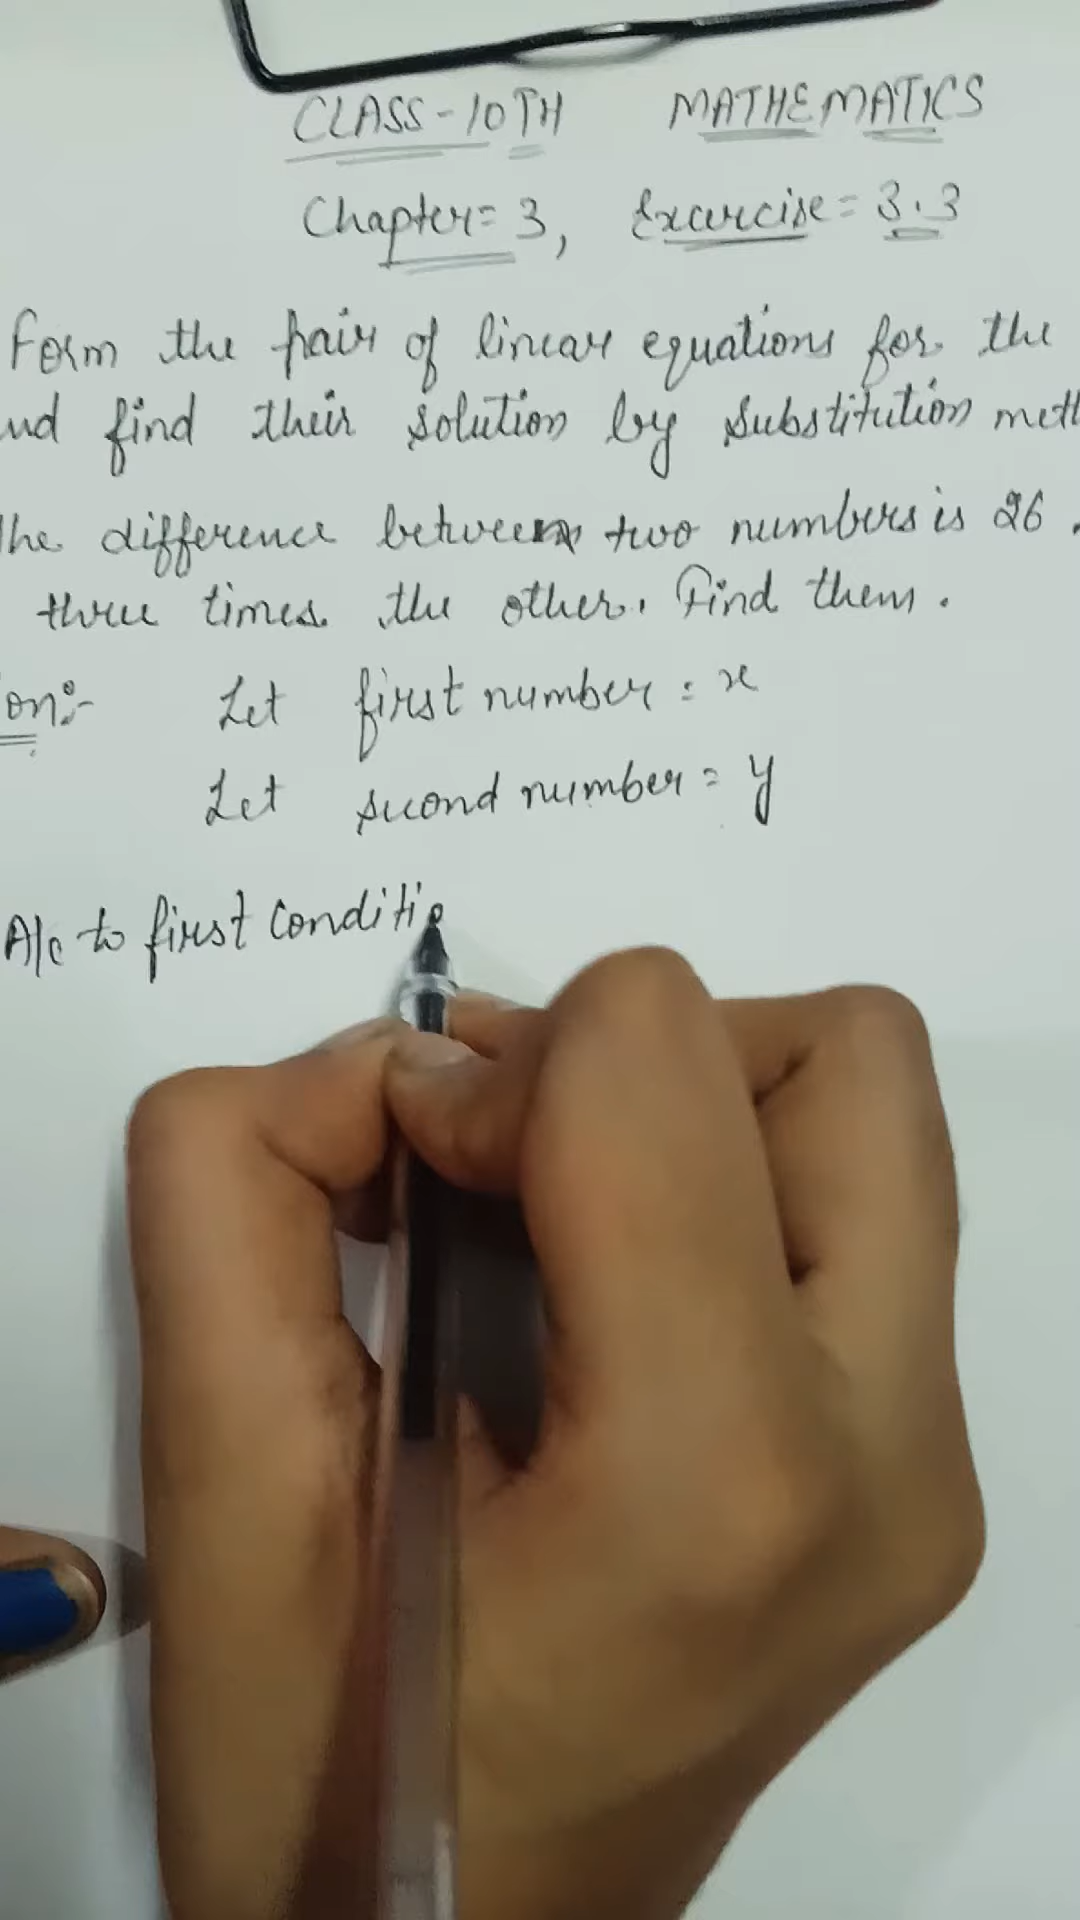 CLASS-10TH MATHEMATICS
Chapter= 3, Excercise= 3.3
Form the pair of linear equations for the
find their solution by substitution
difference between two numbers is 26
three times the other. Find them.
Let first number = x
Let second number = y
A/c to first conditio